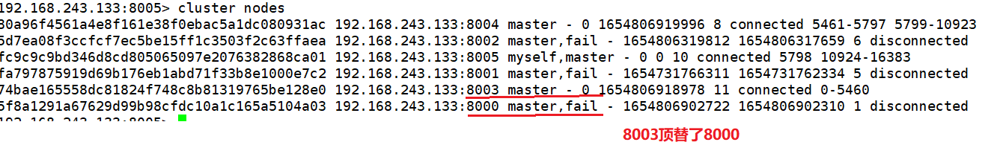 192.168.243.133:8005> cluster nodes
80a96f4561a4e8f161e38f0ebac5a1dc080931ac 192.168.243.133:8004 master - 0 1654806919996 8 connected 5461-5797 5799-10923
5d7ea08f3ccfcf7ec5be15ff1c3503f2c63ffaea 192.168.243.133:8002 master,fail - 1654806319812 1654806317659 6 disconnected
fc9c9c9bd346d8cd805065097e2076382868ca01 192.168.243.133:8005 myself,master - 0 0 10 connected 5798 10924-16383
fa797875919d69b176eb1abd71f33b8e1000e7c2 192.168.243.133:8001 master,fail - 1654731766311 1654731762334 5 disconnected
74bae165558dc81824f748c8b81319765be128e0 192.168.243.133:8003 master - 0 1654806918978 11 connected 0-5460
5f8a1291a67629d99b98cfdc10a1c165a5104a03 192.168.243.133:8000 master,fail - 1654806902722 1654806902310 1 disconnected
192.168.243.133:8005>
8003顶替了8000